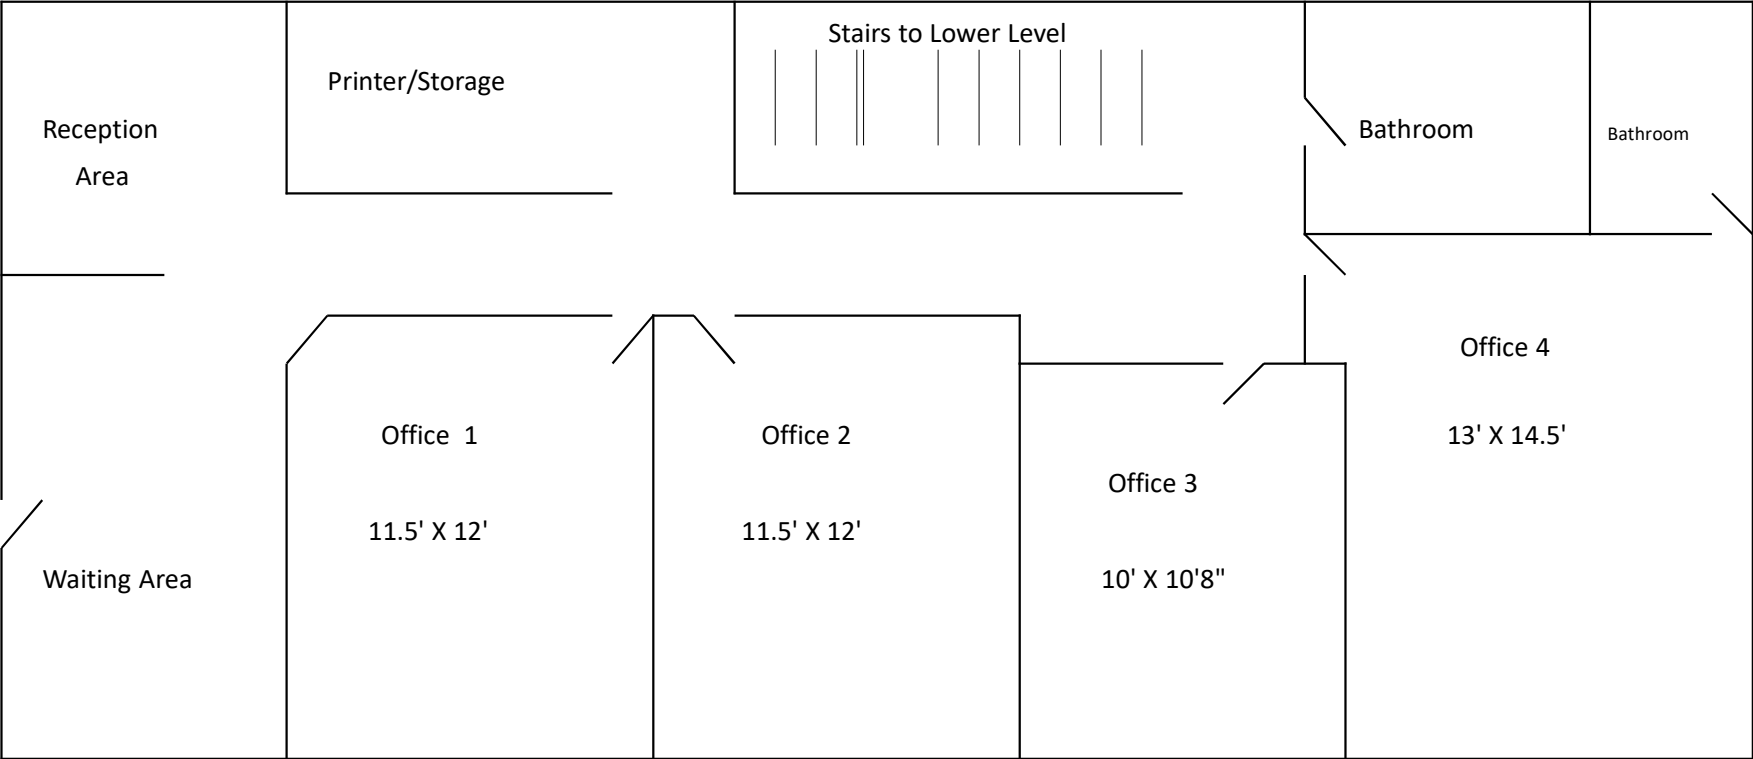 Stairs to Lower Level
Printer/Storage
Reception
Area
Bathroom
Bathroom
Office 4
13' X 14.5'
Office  1
11.5' X 12'
Office 2
11.5' X 12'
Office 3
10' X 10'8"
Waiting Area